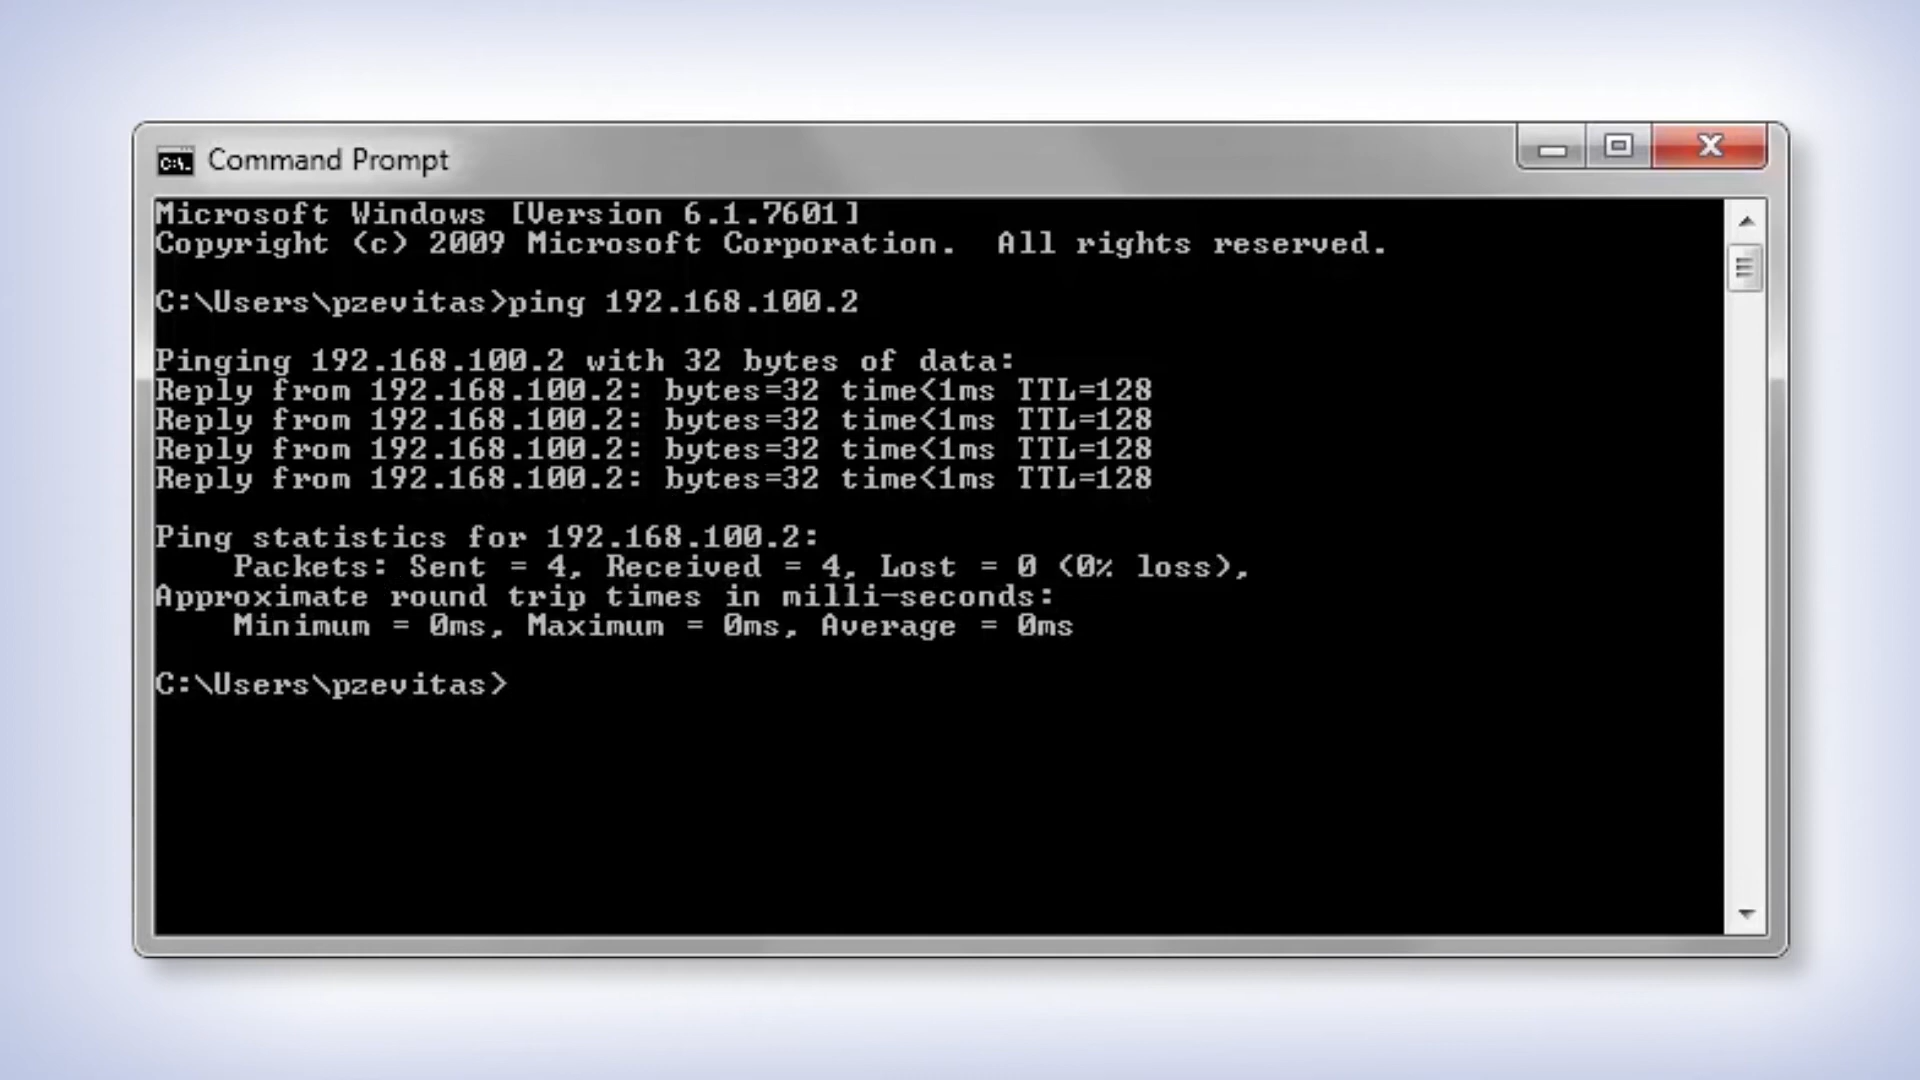 Command Prompt
Microsoft Windows [Version 6.1.7601]
Copyright (c) 2009 Microsoft Corporation.  All rights reserved.
C:\Users\pzevitas>ping 192.168.100.2
Pinging 192.168.100.2 with 32 bytes of data:
Reply from 192.168.100.2: bytes=32 time<1ms TTL=128
Reply from 192.168.100.2: bytes=32 time<1ms TTL=128
Reply from 192.168.100.2: bytes=32 time<1ms TTL=128
Reply from 192.168.100.2: bytes=32 time<1ms TTL=128
Ping statistics for 192.168.100.2:
    Packets: Sent = 4, Received = 4, Lost = 0 (0% loss),
Approximate round trip times in milli-seconds:
    Minimum = 0ms, Maximum = 0ms, Average = 0ms
C:\Users\pzevitas>